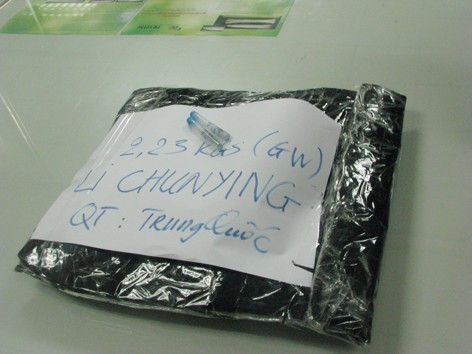 2,23 kgs (GW)
LI CHUNYING
QT : Trung Quốc